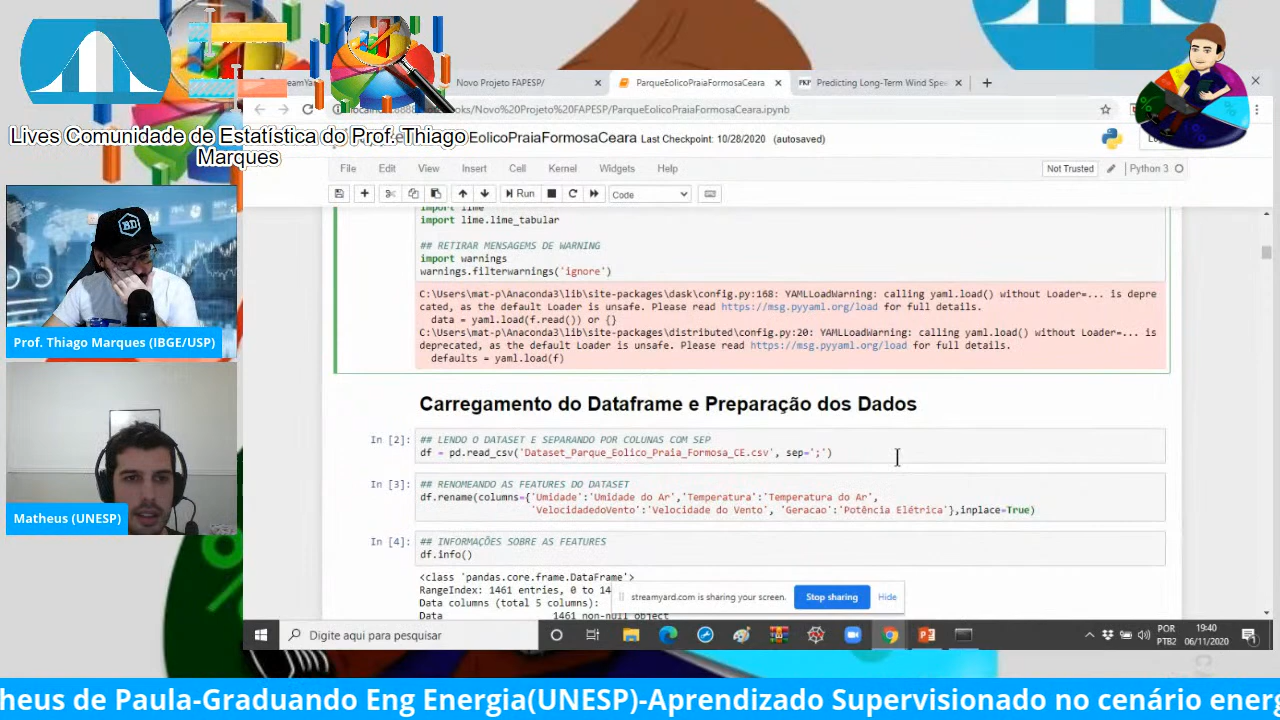 Lives Comunidade de Estatística do Prof. Thiago
Marques
Prof. Thiago Marques (IBGE/USP)
Matheus (UNESP)
Novo Projeto FAPESP/
ParqueEolicoPraiaFormosaCeara
Predicting Long-Term Wind Spee
ooks/Novo%20Projeto%20FAPESP/ParqueEolicoPraiaFormosaCeara.ipynb
EolicoPraiaFormosaCeara Last Checkpoint: 10/28/2020 (autosaved)
File Edit View Insert Cell Kernel Widgets Help
Not Trusted Python 3
Run Code
import lime
import lime.lime_tabular
## RETIRAR MENSAGEMS DE WARNING
import warnings
warnings.filterwarnings('ignore')
C:\Users\mat-p\Anaconda3\lib\site-packages\dask\config.py:168: YAMLLoadWarning: calling yaml.load() without Loader=... is depre
cated, as the default Loader is unsafe. Please read https://msg.pyyaml.org/load for full details.
data = yaml.load(f.read()) or {}
C:\Users\mat-p\Anaconda3\lib\site-packages\distributed\config.py:20: YAMLLoadWarning: calling yaml.load() without Loader=... is
deprecated, as the default Loader is unsafe. Please read https://msg.pyyaml.org/load for full details.
defaults = yaml.load(f)
Carregamento do Dataframe e Preparação dos Dados
In [2]: ## LENDO O DATASET E SEPARANDO POR COLUNAS COM SEP
df = pd.read_csv('Dataset_Parque_Eolico_Praia_Formosa_CE.csv', sep=';')
In [3]: ## RENOMEANDO AS FEATURES DO DATASET
df.rename(columns={'Umidade':'Umidade do Ar','Temperatura':'Temperatura do Ar',
'VelocidadedoVento':'Velocidade do Vento', 'Geracao':'Potência Elétrica'},inplace=True)
In [4]: ## INFORMAÇÕES SOBRE AS FEATURES
df.info()
<class 'pandas.core.frame.DataFrame'>
RangeIndex: 1461 entries, 0 to 14
Data columns (total 5 columns):
Data 1461 non-null object
streamyard.com is sharing your screen. Stop sharing Hide
Digite aqui para pesquisar
POR
PTB2
19:40
06/11/2020
heus de Paula-Graduando Eng Energia(UNESP)-Aprendizado Supervisionado no cenário energ